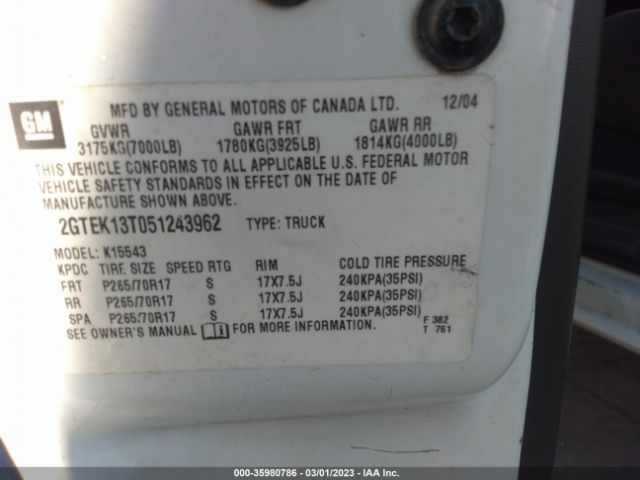 GM
MFD BY GENERAL MOTORS OF CANADA LTD. 12/04
GVWR GAWR FRT GAWR RR
3175KG(7000LB) 1780KG(3925LB) 1814KG(4000LB)
THIS VEHICLE CONFORMS TO ALL APPLICABLE U.S. FEDERAL MOTOR
VEHICLE SAFETY STANDARDS IN EFFECT ON THE DATE OF
MANUFACTURE SHOWN ABOVE.
2GTEK13T051243962 TYPE: TRUCK
MODEL: K15543
KPDC TIRE SIZE SPEED RTG RIM COLD TIRE PRESSURE
FRT P265/70R17 S 17X7.5J 240KPA(35PSI)
RR P265/70R17 S 17X7.5J 240KPA(35PSI)
SPA P265/70R17 S 17X7.5J 240KPA(35PSI)
SEE OWNER'S MANUAL FOR MORE INFORMATION.
F 382
T 761
000-35980786 - 03/01/2023 - IAA Inc.